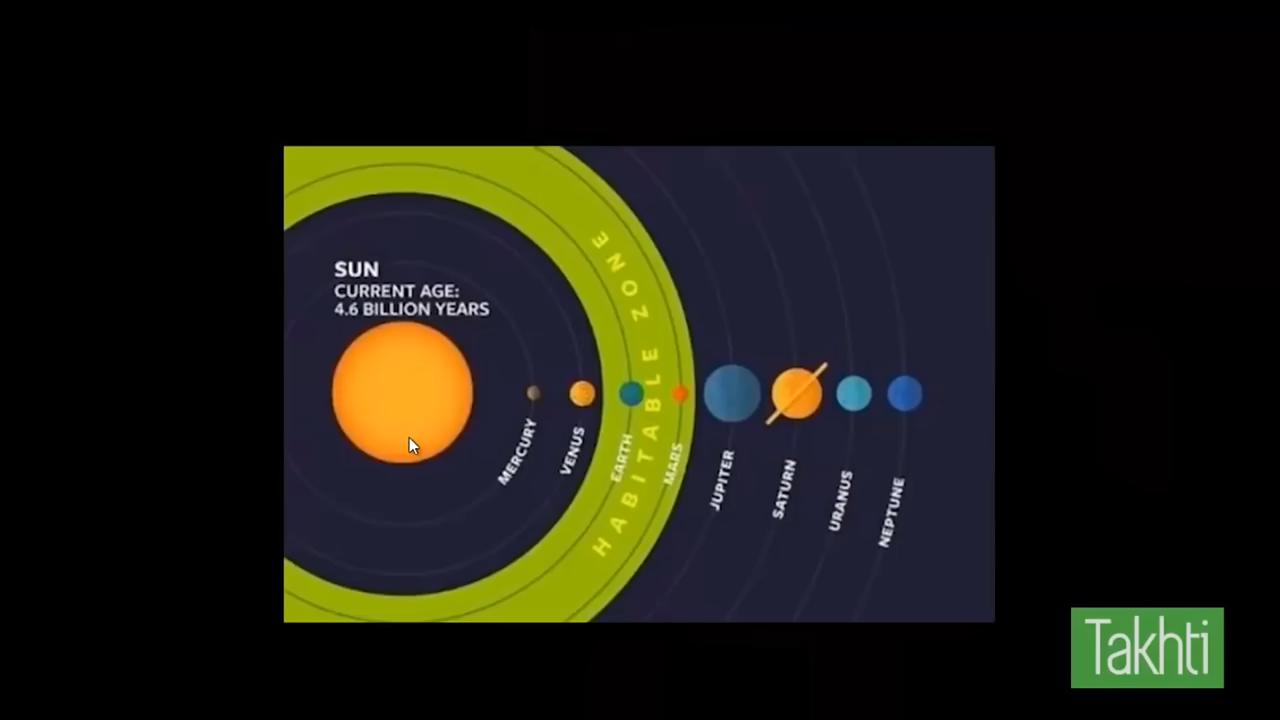 SUN
CURRENT AGE:
4.6 BILLION YEARS
HABITABLE ZONE
MERCURY
VENUS
EARTH
MARS
JUPITER
SATURN
URANUS
NEPTUNE
Takhti